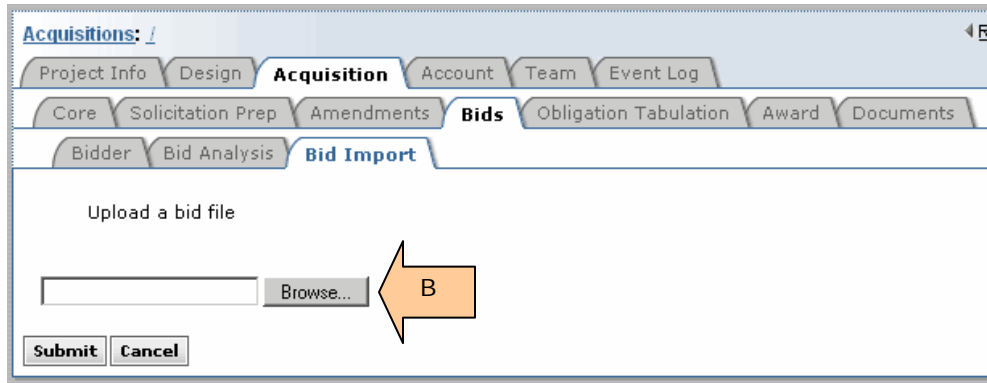 Acquisitions: /
Project Info Design Acquisition Account Team Event Log
Core Solicitation Prep Amendments Bids Obligation Tabulation Award Documents
Bidder Bid Analysis Bid Import
Upload a bid file
Browse... B
Submit Cancel